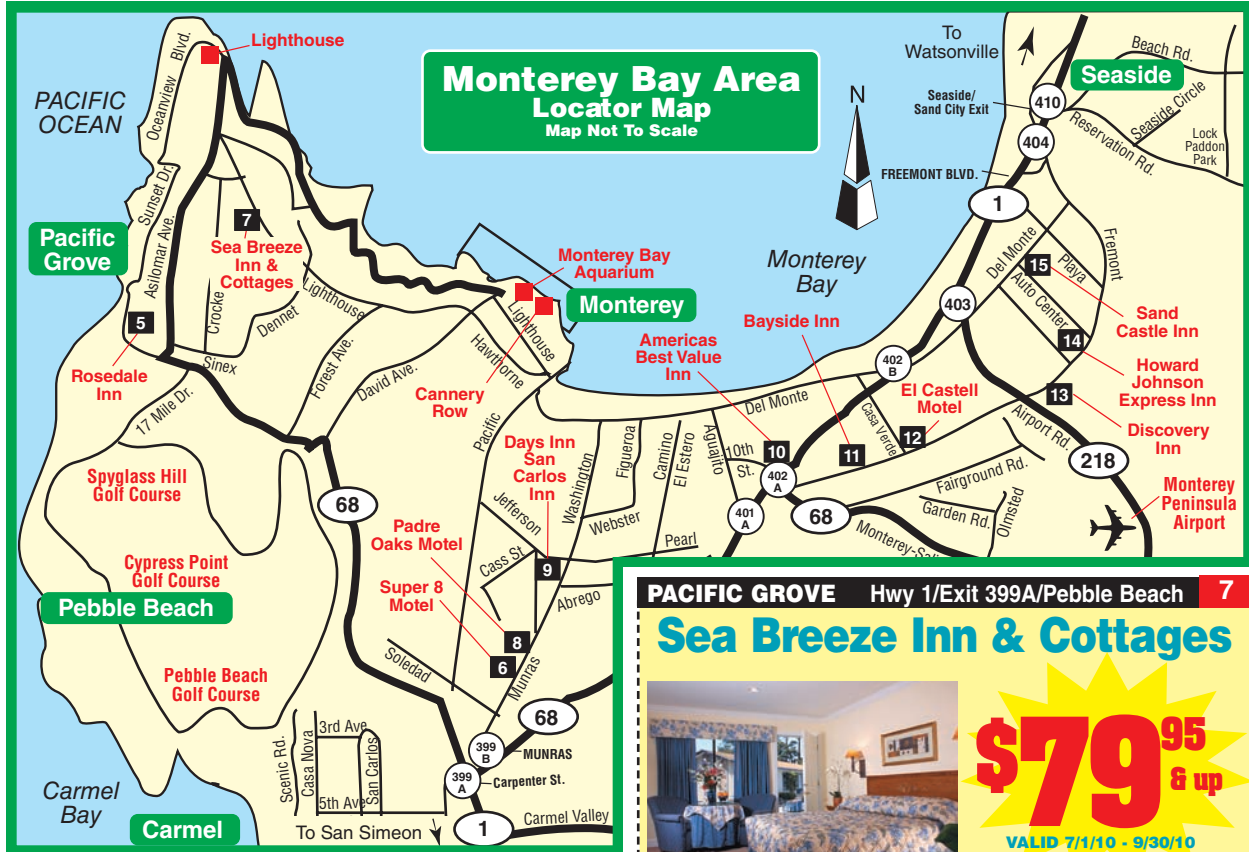 Monterey Bay Area
Locator Map
Map Not To Scale
Lighthouse
Oceanview Blvd.
PACIFIC
OCEAN
Sunset Dr.
Pacific
Grove
Asilomar Ave.
7
Sea Breeze
Inn &
Cottages
Crocke
Dennet
Lighthouse
5
Rosedale
Inn
Sinex
Forest Ave.
David Ave.
17 Mile Dr.
Monterey Bay
Aquarium
Monterey
Lighthouse
Hawthorne
Cannery
Row
Pacific
N
To
Watsonville
Beach Rd.
Seaside
Seaside/
Sand City Exit
410
Reservation Rd.
Seaside Circle
Lock
Paddon
Park
404
FREEMONT BLVD.
1
Monterey
Bay
Del Monte
15
Playa
Fremont
Auto Center
403
Sand
Castle Inn
14
Howard
Johnson
Express Inn
Bayside Inn
Americas
Best Value
Inn
402
B
El Castell
Motel
13
Discovery
Inn
Del Monte
Casa Verde
12
11
10
Aguajito
10th
St.
402
A
401
A
68
Airport Rd.
218
Fairground Rd.
Garden Rd.
Olmsted
Monterey
Peninsula
Airport
Monterey-Sali
Spyglass Hill
Golf Course
68
Cypress Point
Golf Course
Pebble Beach
Pebble Beach
Golf Course
Days Inn
San
Carlos
Inn
Washington
Figueroa
Camino
El Estero
Webster
Pearl
Jefferson
Padre
Oaks Motel
Cass St.
9
Abrego
Super 8
Motel
8
6
Munras
Soledad
68
399
B
MUNRAS
399
A
Carpenter St.
3rd Ave
Scenic Rd.
Casa Nova
San Carlos
5th Ave
To San Simeon
1
Carmel Valley
Carmel
Bay
Carmel
PACIFIC GROVE Hwy 1/Exit 399A/Pebble Beach 7
Sea Breeze Inn & Cottages
$79 95
& up
VALID 7/1/10 - 9/30/10